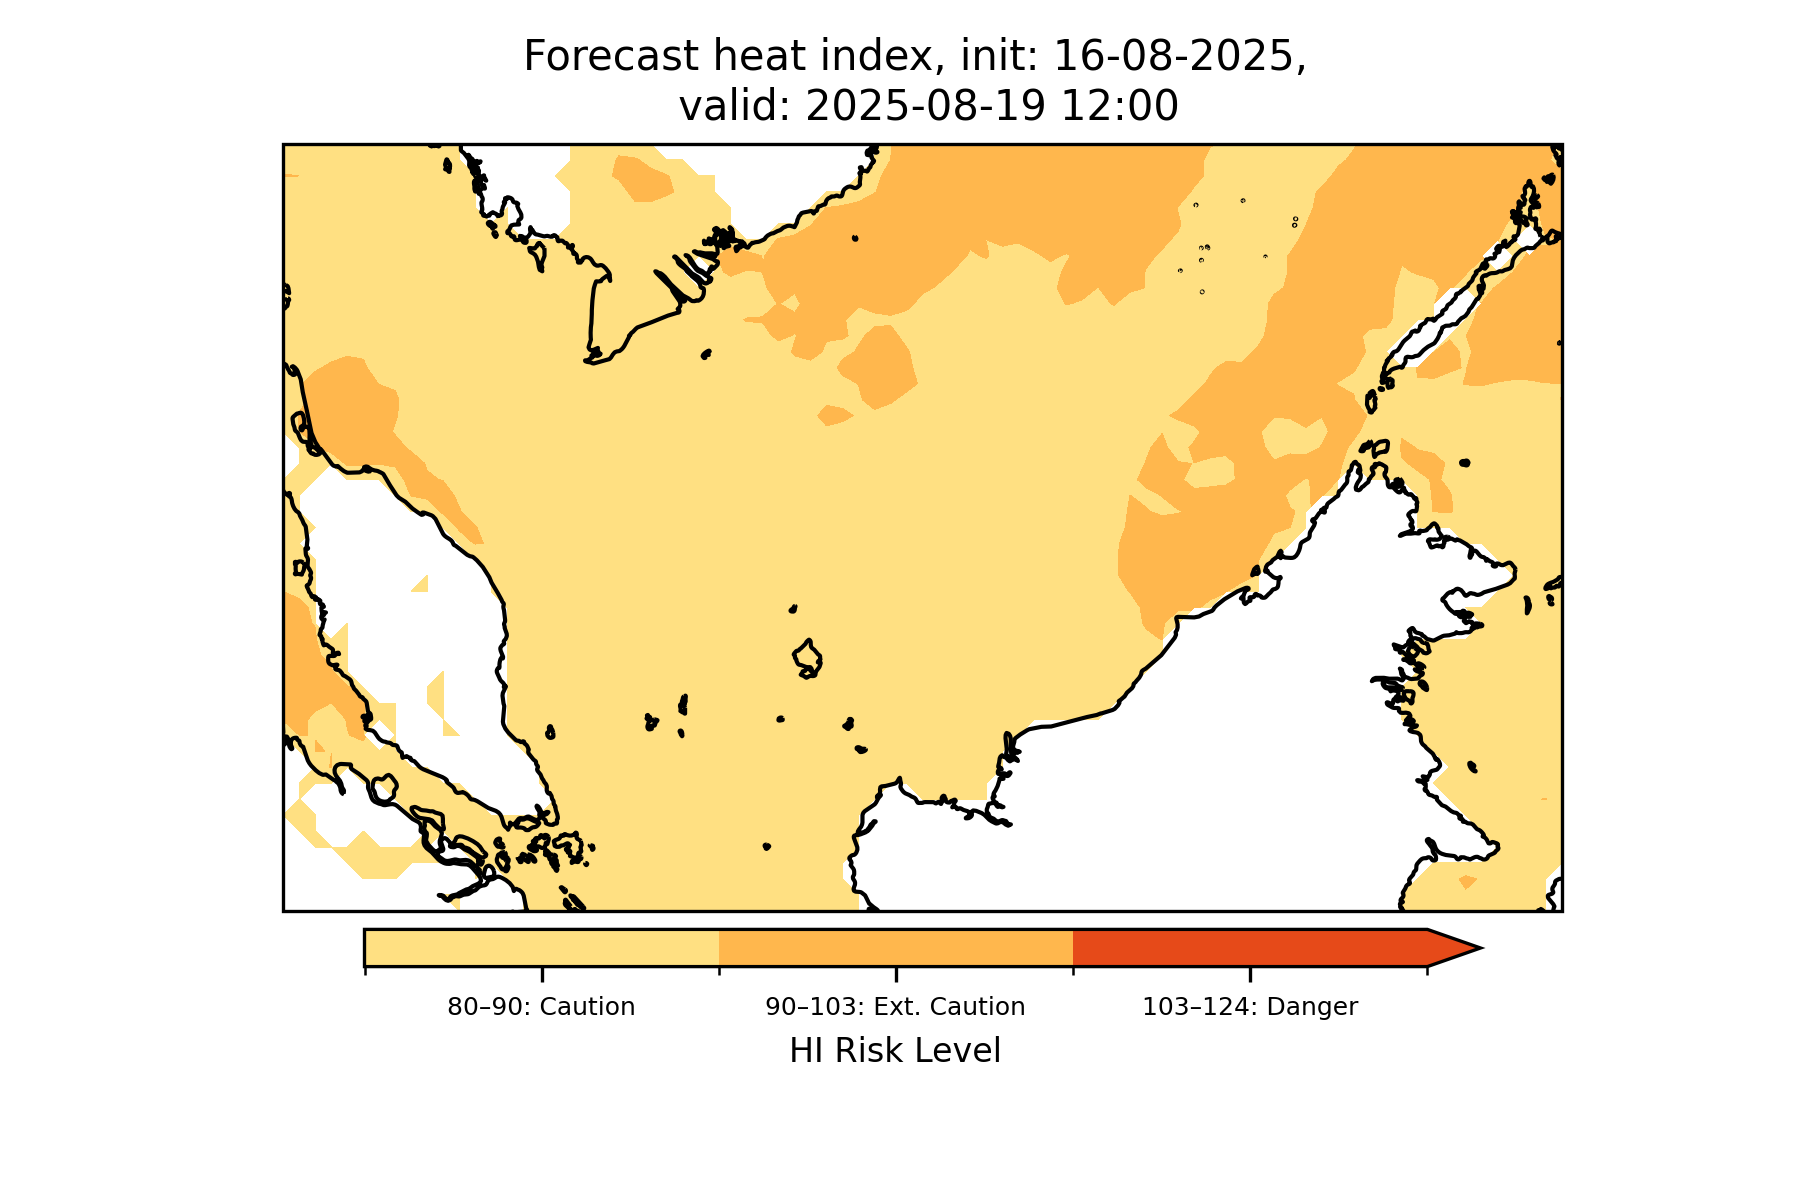 Forecast heat index, init: 16-08-2025,
valid: 2025-08-19 12:00
80–90: Caution
90–103: Ext. Caution
103–124: Danger
HI Risk Level